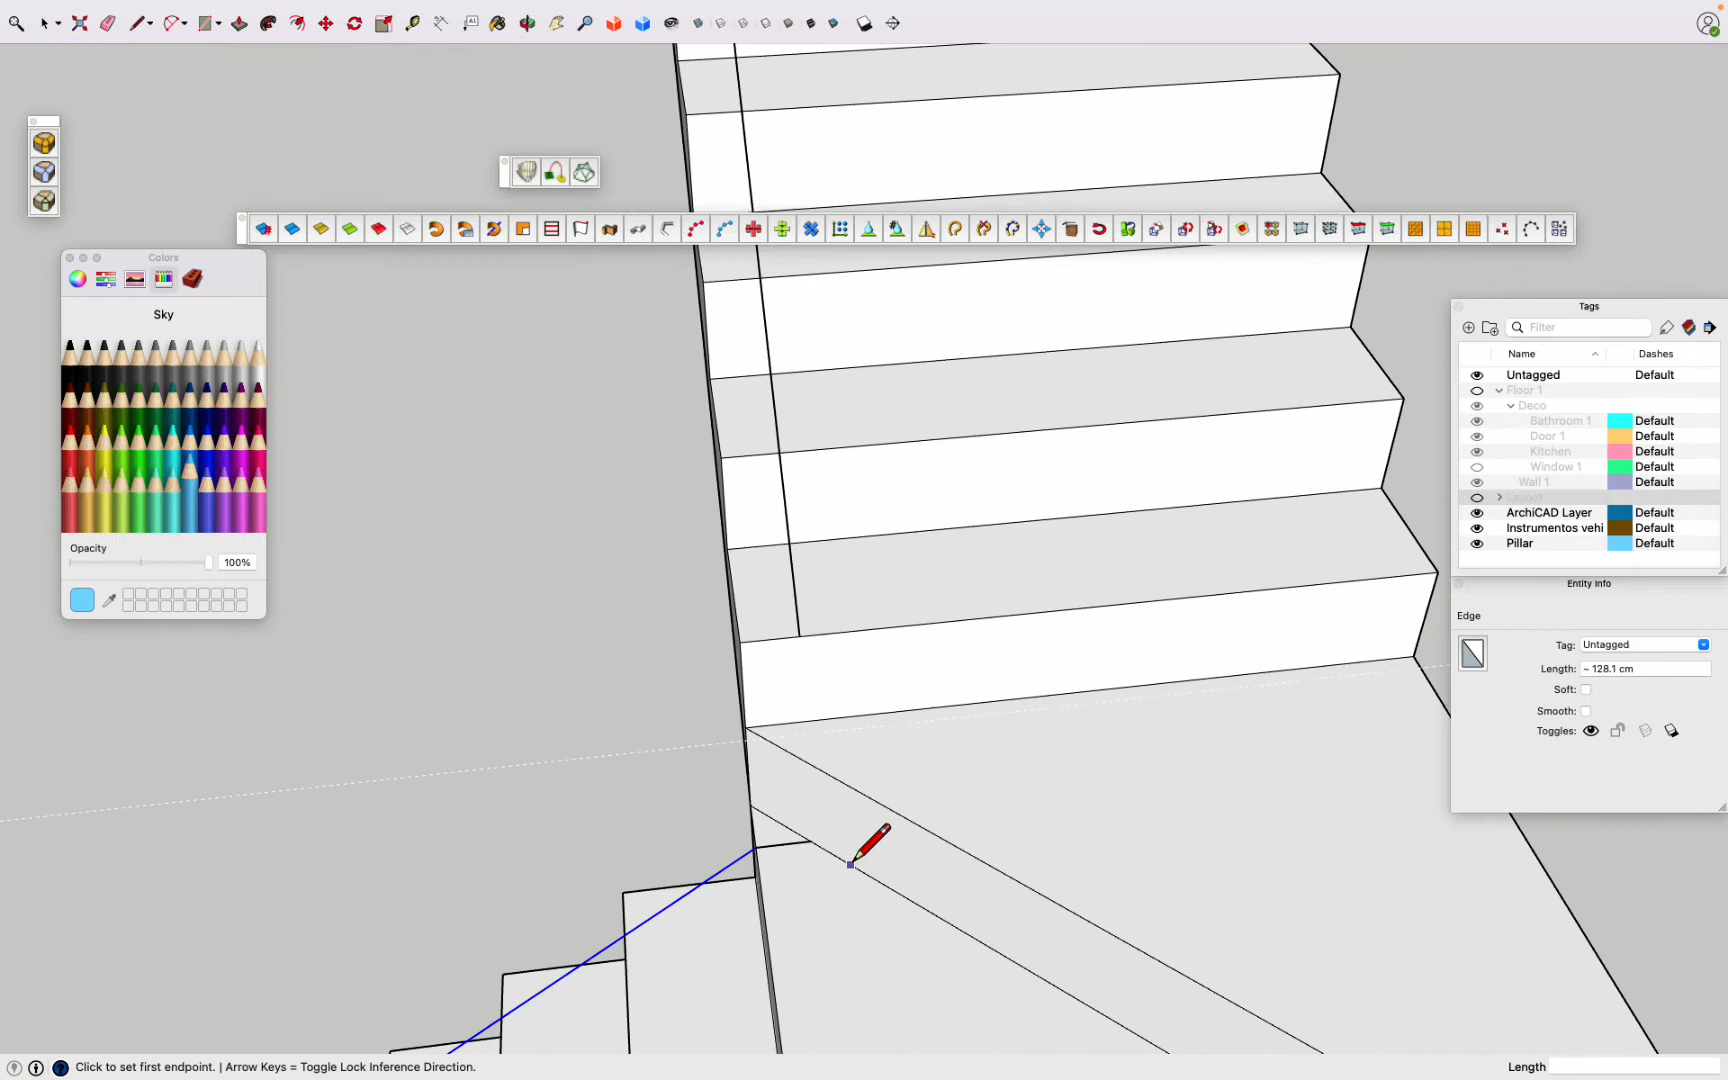 A1
Colors
Sky
Opacity
100%
Tags
Filter
Name
Dashes
Untagged
Default
Floor 1
Deco
Bathroom 1
Default
Door 1
Default
Kitchen
Default
Window 1
Default
Wall 1
Default
Layout
ArchiCAD Layer
Default
Instrumentos vehi
Default
Pillar
Default
Entity Info
Edge
Tag:
Untagged
Length:
~ 128.1 cm
Soft:
Smooth:
Toggles:
Click to set first endpoint. | Arrow Keys = Toggle Lock Inference Direction.
Length